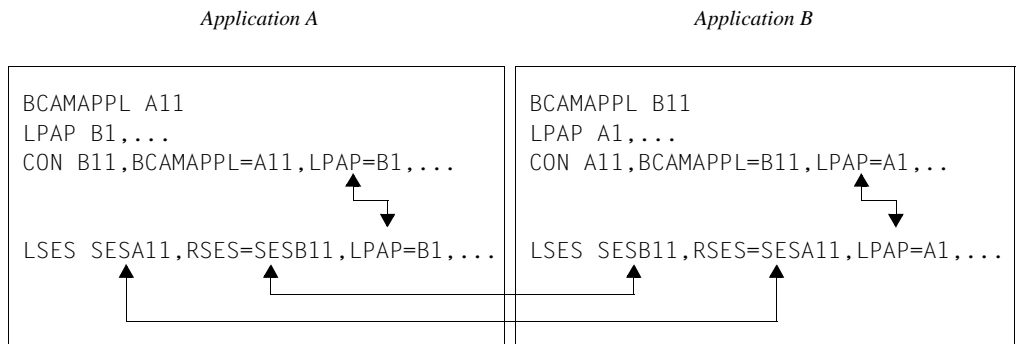 Application A
Application B
BCAMAPPL A11
LPAP B1,...
CON B11,BCAMAPPL=A11,LPAP=B1,...
LSES SESA11,RSES=SESB11,LPAP=B1,...
BCAMAPPL B11
LPAP A1,...
CON A11,BCAMAPPL=B11,LPAP=A1,..
LSES SESB11,RSES=SESA11,LPAP=A1,...